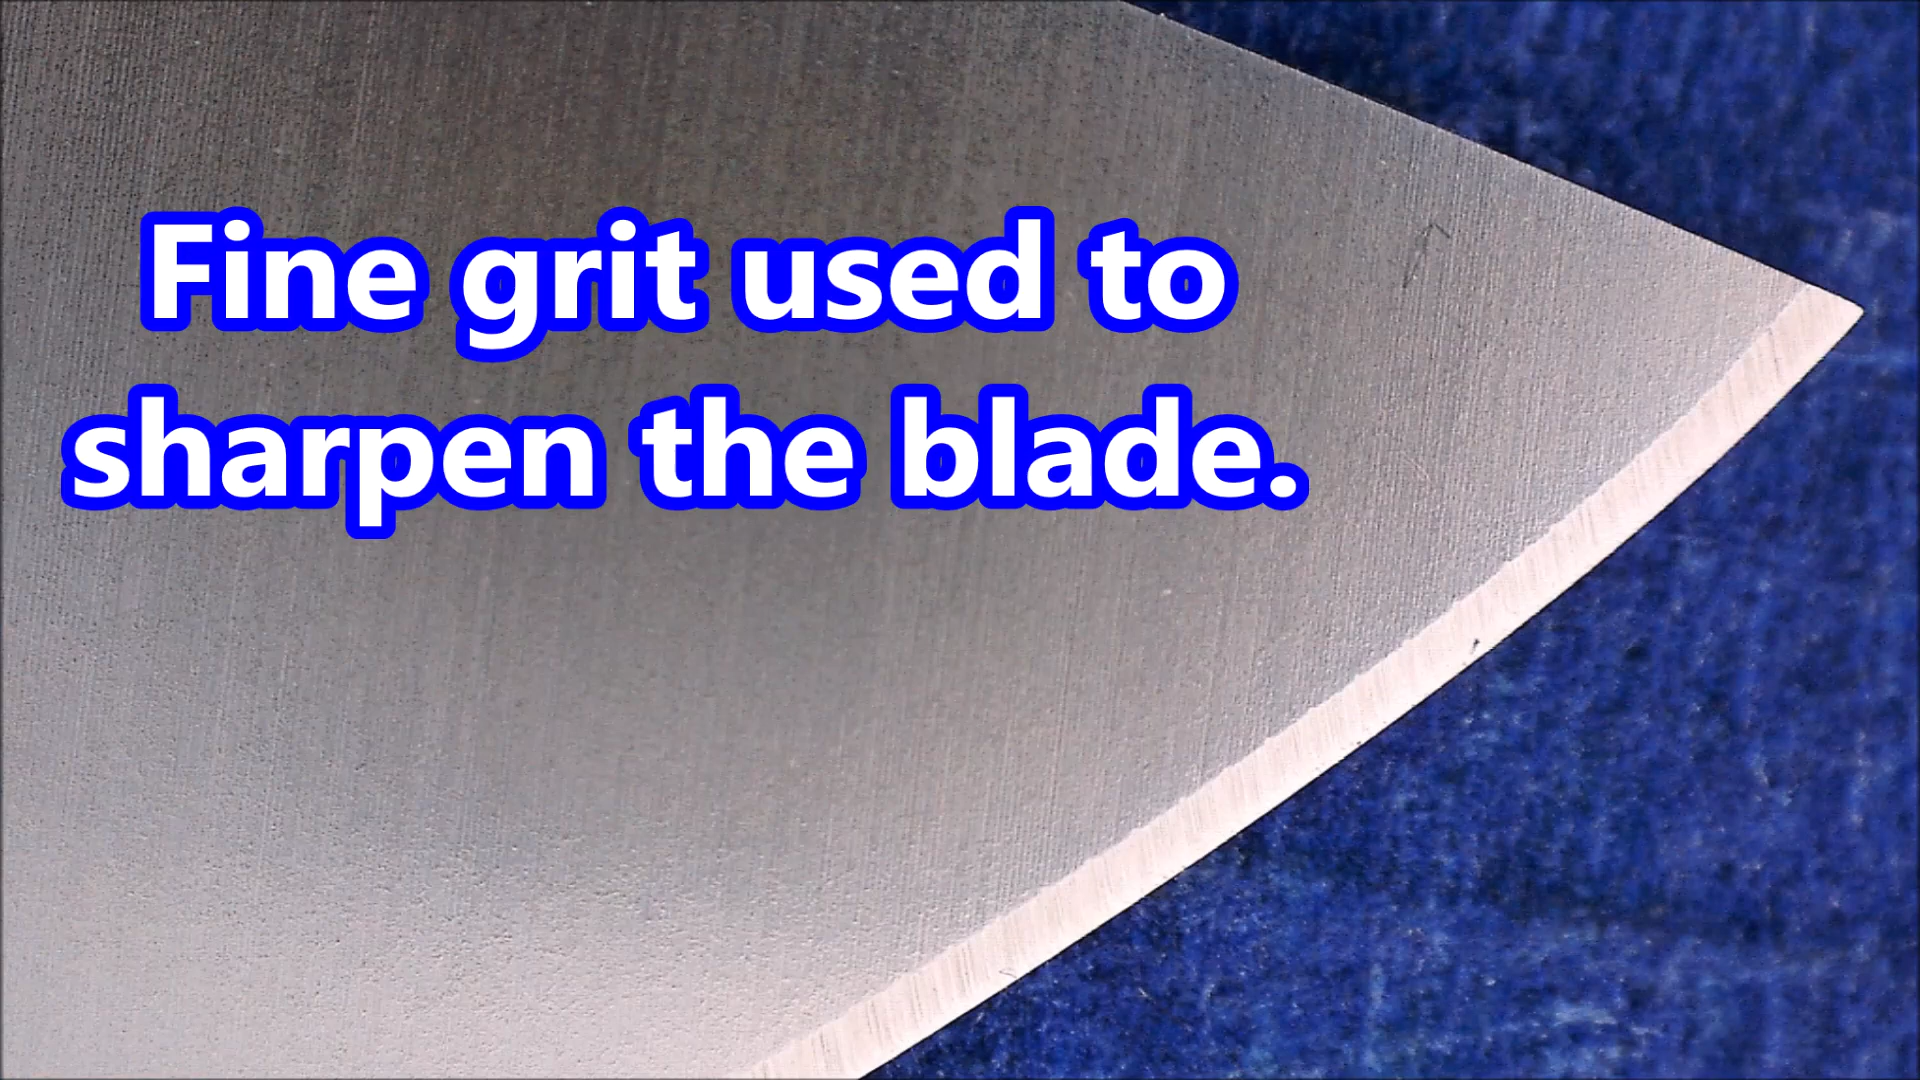 Fine grit used to
sharpen the blade.